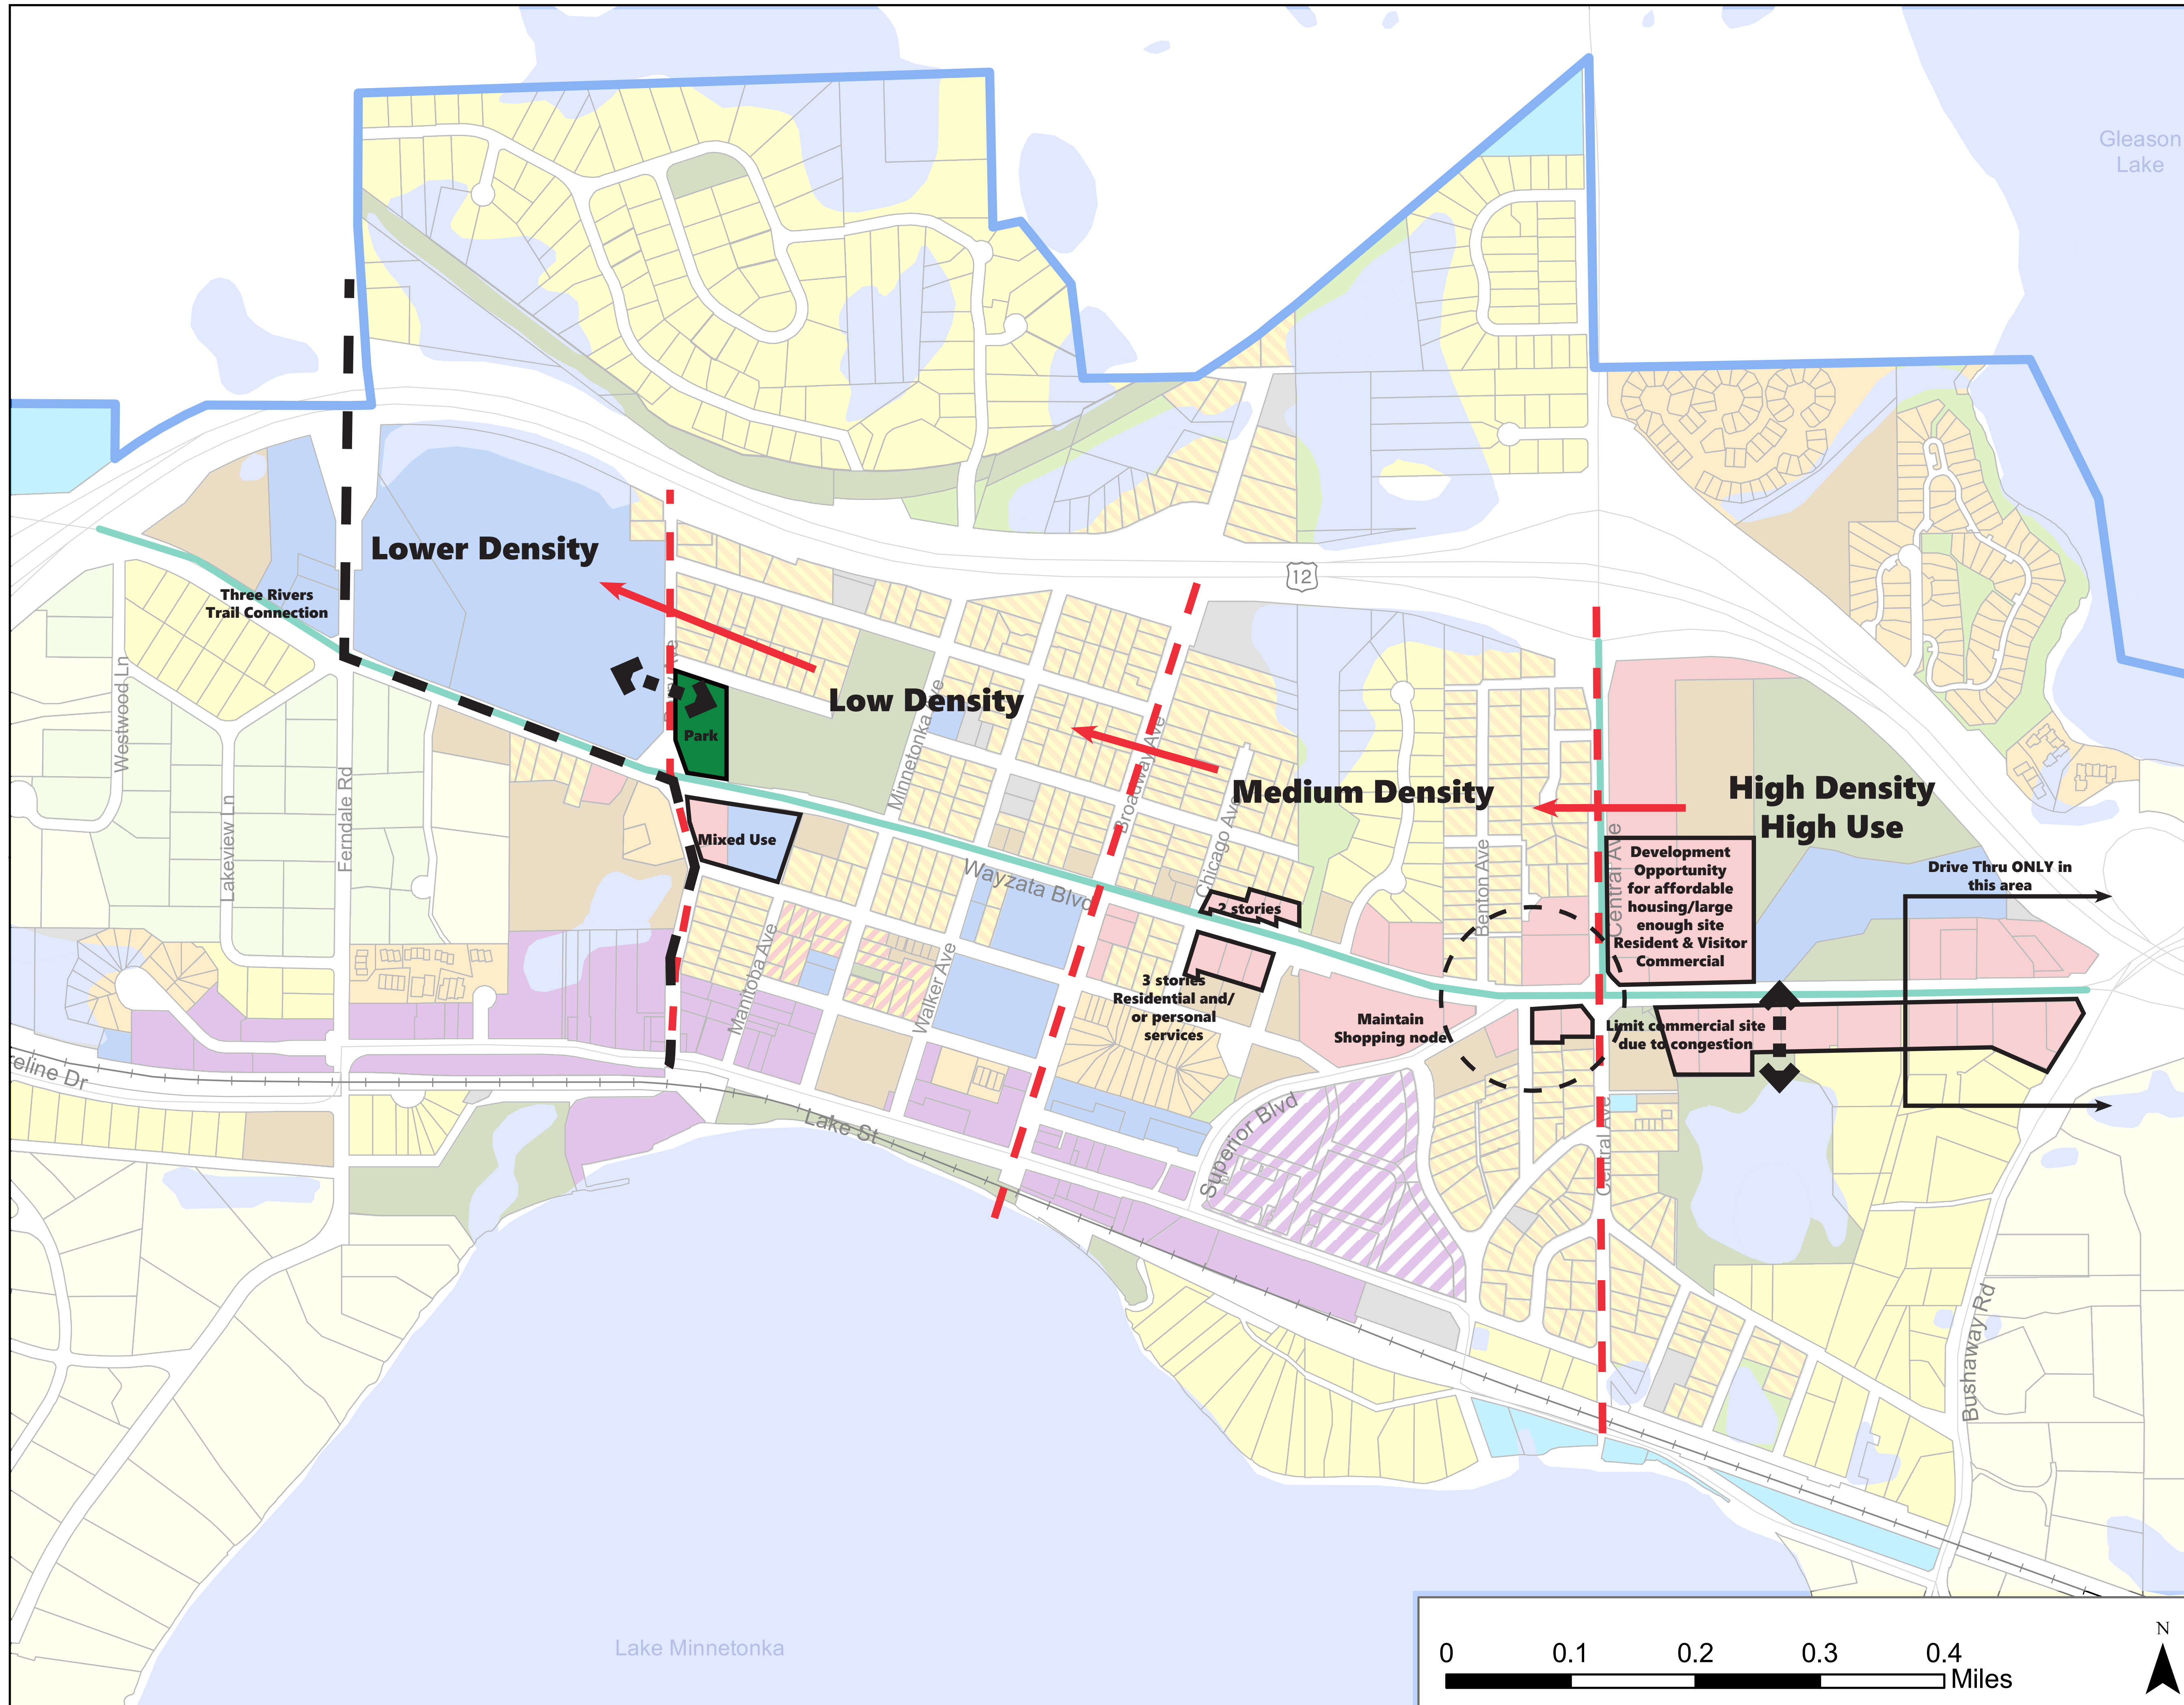 Gleason
Lake
12
Lower Density
Three Rivers
Trail Connection
Westwood Ln
Lakeview Ln
Ferndale Rd
Ave
Park
Low Density
Minnetonka Ave
Broadway Ave
Medium Density
High Density
High Use
Mixed Use
Wayzata Blvd
Chicago Ave
2 stories
Benton Ave
Central Ave
Development
Opportunity
for affordable
housing/large
enough site
Resident & Visitor
Commercial
Drive Thru ONLY in
this area
Manitoba Ave
Walker Ave
3 stories
Residential and/
or personal
services
Maintain
Shopping node
Limit commercial site
due to congestion
reline Dr
Lake St
Superior Blvd
Central Ave
Bushaway Rd
Lake Minnetonka
0 0.1 0.2 0.3 0.4
Miles
N